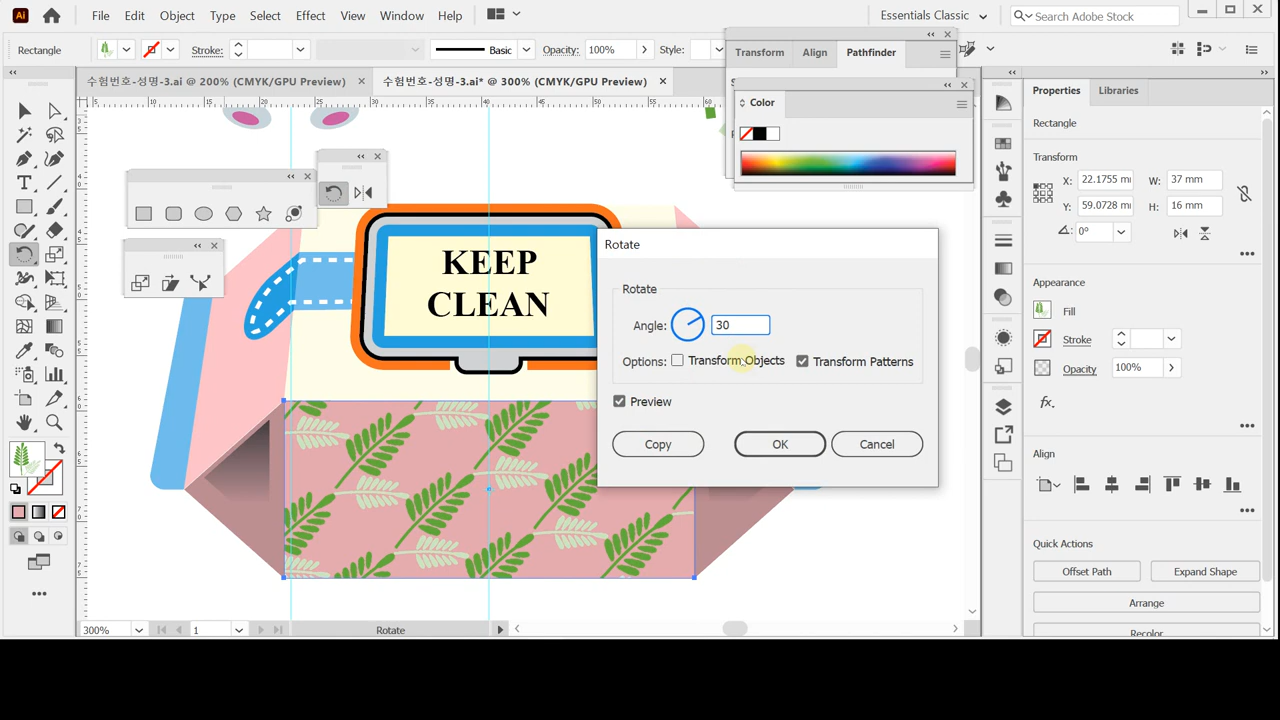 File Edit Object Type Select Effect View Window Help Essentials Classic Search Adobe Stock
Rectangle Stroke: Basic Opacity: 100% Style: Transform Align Pathfinder
수험번호-성명-3.ai @ 200% (CMYK/GPU Preview) × 수험번호-성명-3.ai* @ 300% (CMYK/GPU Preview) ×
Color
Properties Libraries
Rectangle
Transform
X: 22.1755 mm W: 37 mm
Y: 59.0728 mm H: 16 mm
0°
Appearance
Fill
Stroke
Opacity 100%
fx.
Align
Quick Actions
Offset Path Expand Shape
Arrange
Recolor
KEEP
CLEAN
Rotate
Rotate
Angle: 30
Options: Transform Objects Transform Patterns
Preview
Copy OK Cancel
300% 1 Rotate